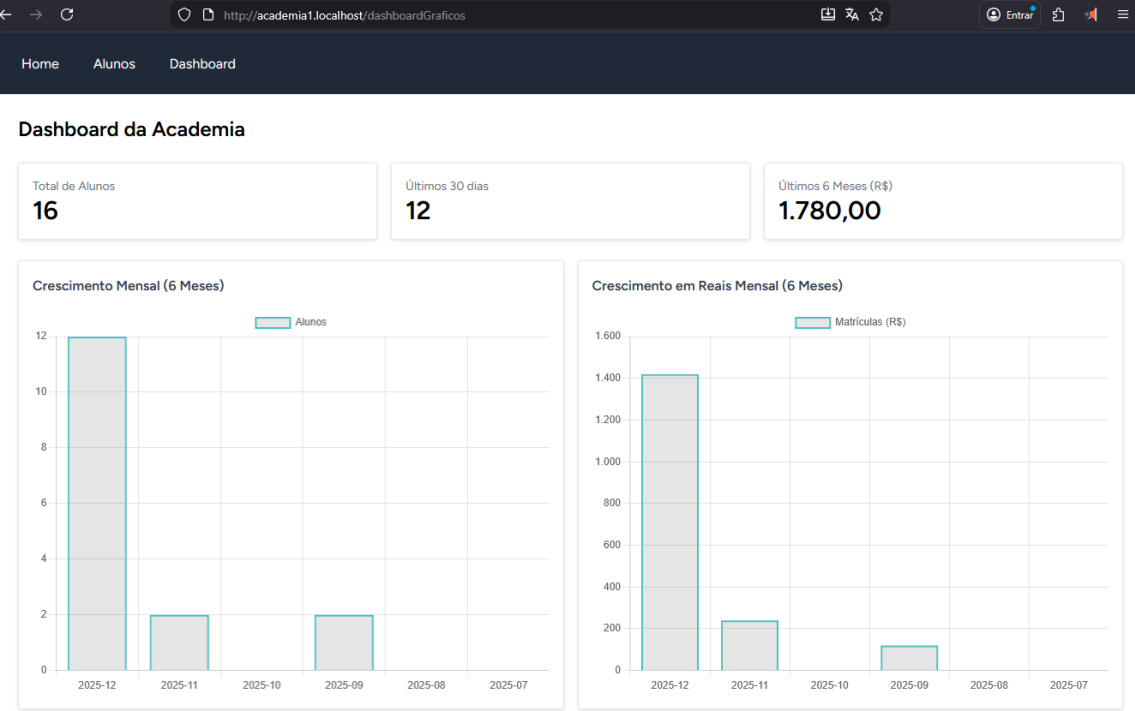 http://academia1.localhost/dashboardGraficos
Entrar
Home Alunos Dashboard
Dashboard da Academia
Total de Alunos
16
Últimos 30 dias
12
Últimos 6 Meses (R$)
1.780,00
Crescimento Mensal (6 Meses)
Alunos
12
10
8
6
4
2
0
2025-12 2025-11 2025-10 2025-09 2025-08 2025-07
Crescimento em Reais Mensal (6 Meses)
Matrículas (R$)
1.600
1.400
1.200
1.000
800
600
400
200
0
2025-12 2025-11 2025-10 2025-09 2025-08 2025-07